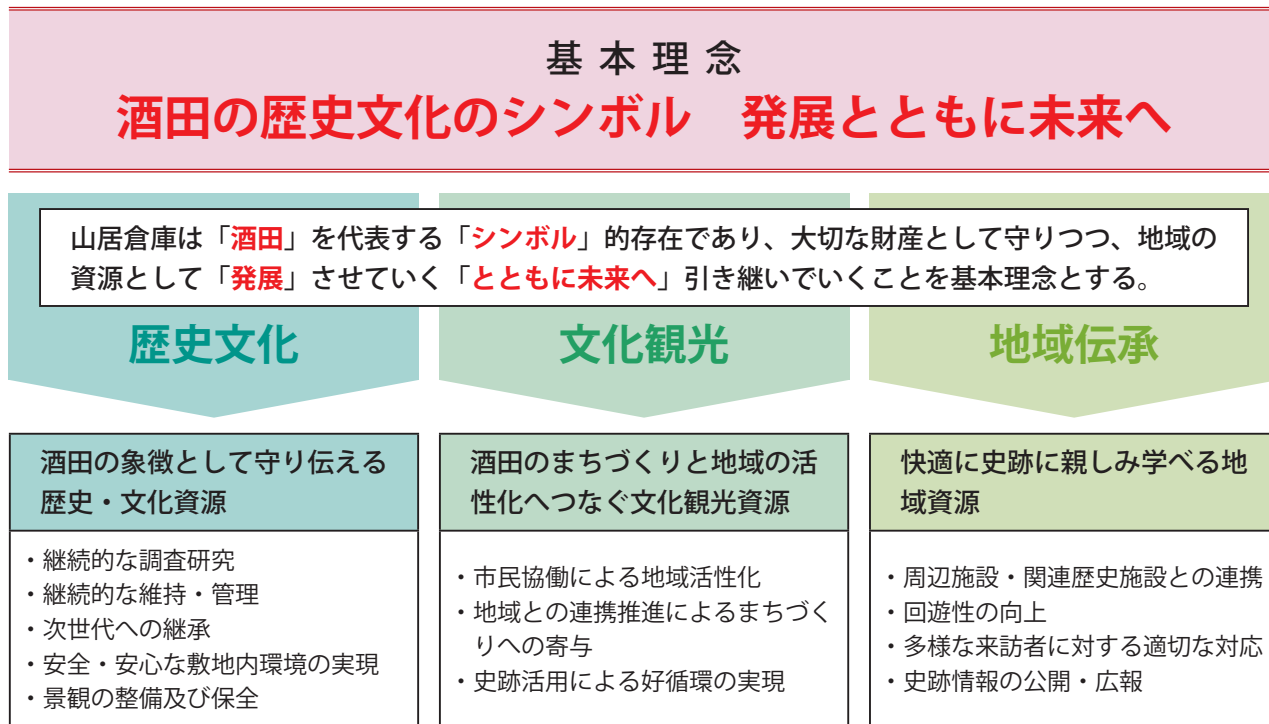 基本理念
酒田の歴史文化のシンボル　発展とともに未来へ
山居倉庫は「酒田」を代表する「シンボル」的存在であり、大切な財産として守りつつ、地域の
資源として「発展」させていく「とともに未来へ」引き継いでいくことを基本理念とする。
歴史文化
酒田の象徴として守り伝える
歴史・文化資源
・継続的な調査研究
・継続的な維持・管理
・次世代への継承
・安全・安心な敷地内環境の実現
・景観の整備及び保全
文化観光
酒田のまちづくりと地域の活
性化へつなぐ文化観光資源
・市民協働による地域活性化
・地域との連携推進によるまちづく
りへの寄与
・史跡活用による好循環の実現
地域伝承
快適に史跡に親しみ学べる地
域資源
・周辺施設・関連歴史施設との連携
・回遊性の向上
・多様な来訪者に対する適切な対応
・史跡情報の公開・広報